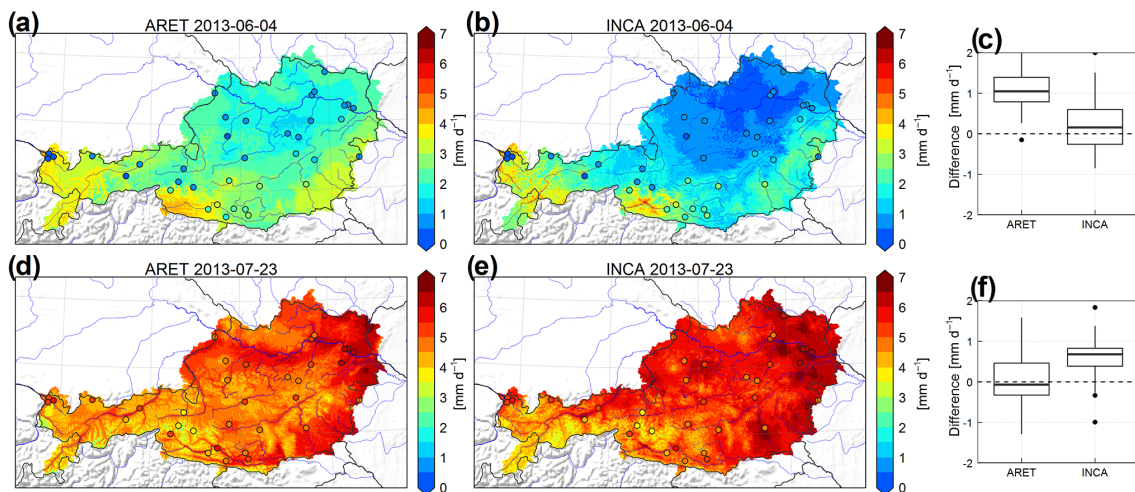 (a)
ARET 2013-06-04
7
6
5
4
3
2
1
0
[mm d⁻¹]
(b)
INCA 2013-06-04
7
6
5
4
3
2
1
0
[mm d⁻¹]
(c)
Difference [mm d⁻¹]
2
1
0
-1
-2
ARET
INCA
(d)
ARET 2013-07-23
7
6
5
4
3
2
1
0
[mm d⁻¹]
(e)
INCA 2013-07-23
7
6
5
4
3
2
1
0
[mm d⁻¹]
(f)
Difference [mm d⁻¹]
2
1
0
-1
-2
ARET
INCA